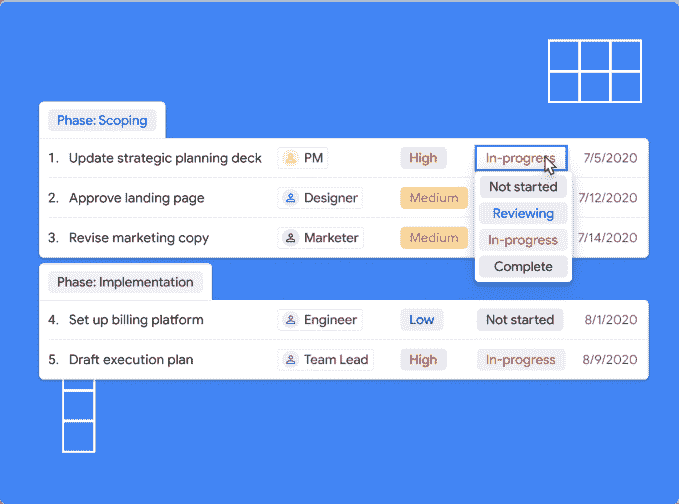 Phase: Scoping
1. Update strategic planning deck PM High In-progress 7/5/2020
Not started
2. Approve landing page Designer Medium 7/12/2020
Reviewing
3. Revise marketing copy Marketer Medium In-progress 7/14/2020
Complete
Phase: Implementation
4. Set up billing platform Engineer Low Not started 8/1/2020
5. Draft execution plan Team Lead High In-progress 8/9/2020